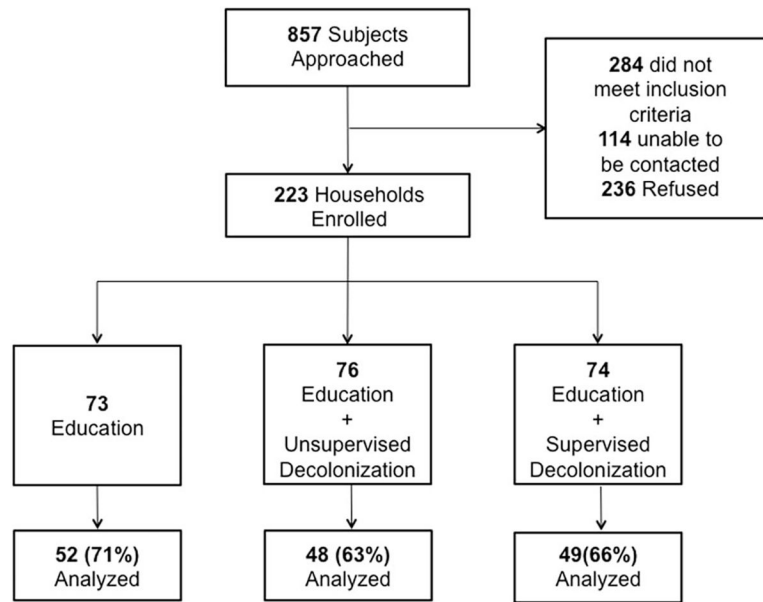 857 Subjects
Approached
284 did not
meet inclusion
criteria
114 unable to
be contacted
236 Refused
223 Households
Enrolled
73
Education
76
Education
+
Unsupervised
Decolonization
74
Education
+
Supervised
Decolonization
52 (71%)
Analyzed
48 (63%)
Analyzed
49(66%)
Analyzed